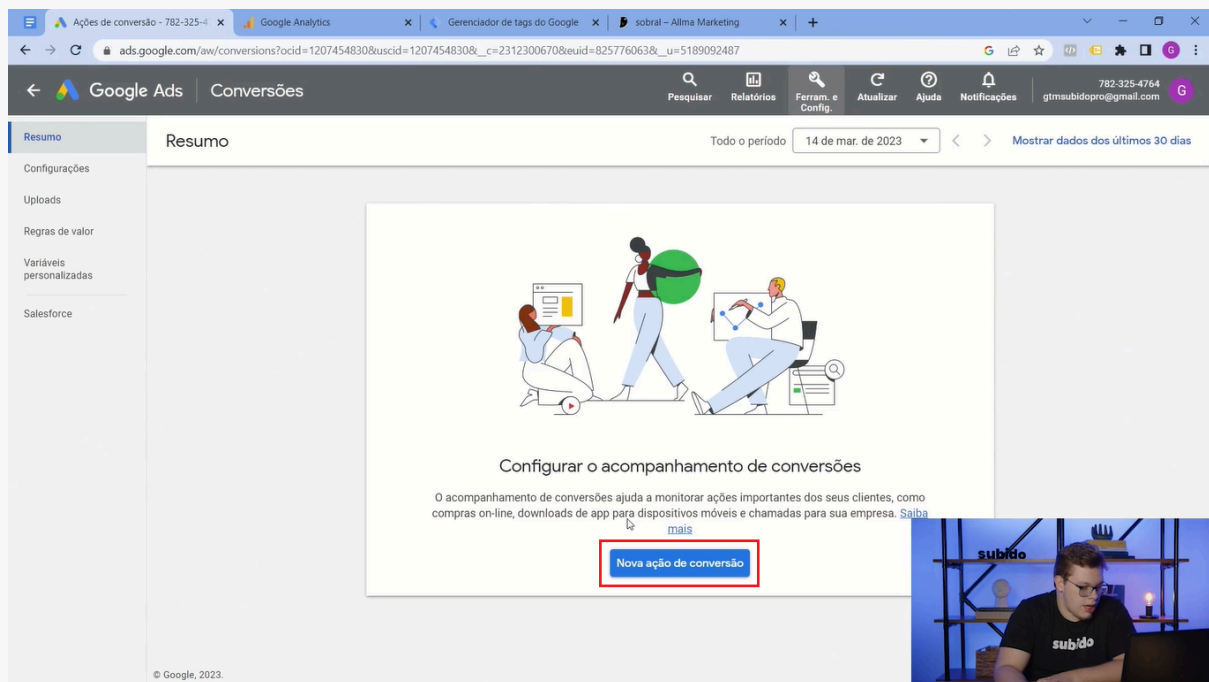 Ações de conversão - 782-325-4
Google Analytics
Gerenciador de tags do Google
sobral – Allma Marketing
ads.google.com/aw/conversions?ocid=1207454830&uscid=1207454830&__c=2312300670&euid=825776063&__u=5189092487
Google Ads
Conversões
Pesquisar
Relatórios
Ferram. e
Config.
Atualizar
Ajuda
Notificações
782-325-4764
gtmsubidopro@gmail.com
G
Resumo
Configurações
Uploads
Regras de valor
Variáveis
personalizadas
Salesforce
Resumo
Todo o período
14 de mar. de 2023
Mostrar dados dos últimos 30 dias
Configurar o acompanhamento de conversões
O acompanhamento de conversões ajuda a monitorar ações importantes dos seus clientes, como
compras on-line, downloads de app para dispositivos móveis e chamadas para sua empresa. Saiba
mais
Nova ação de conversão
subido
subido
© Google, 2023.